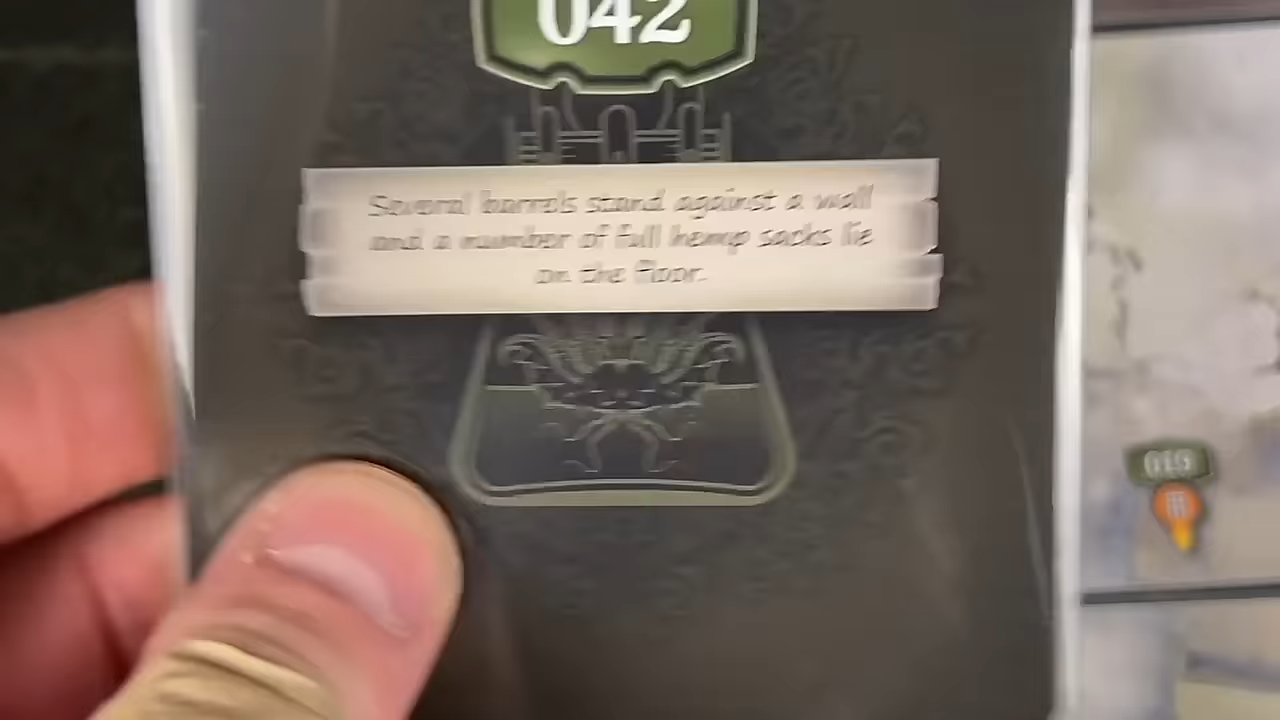 042
Several barrels stand against a wall
and a number of full hemp sacks lie
on the floor.
019